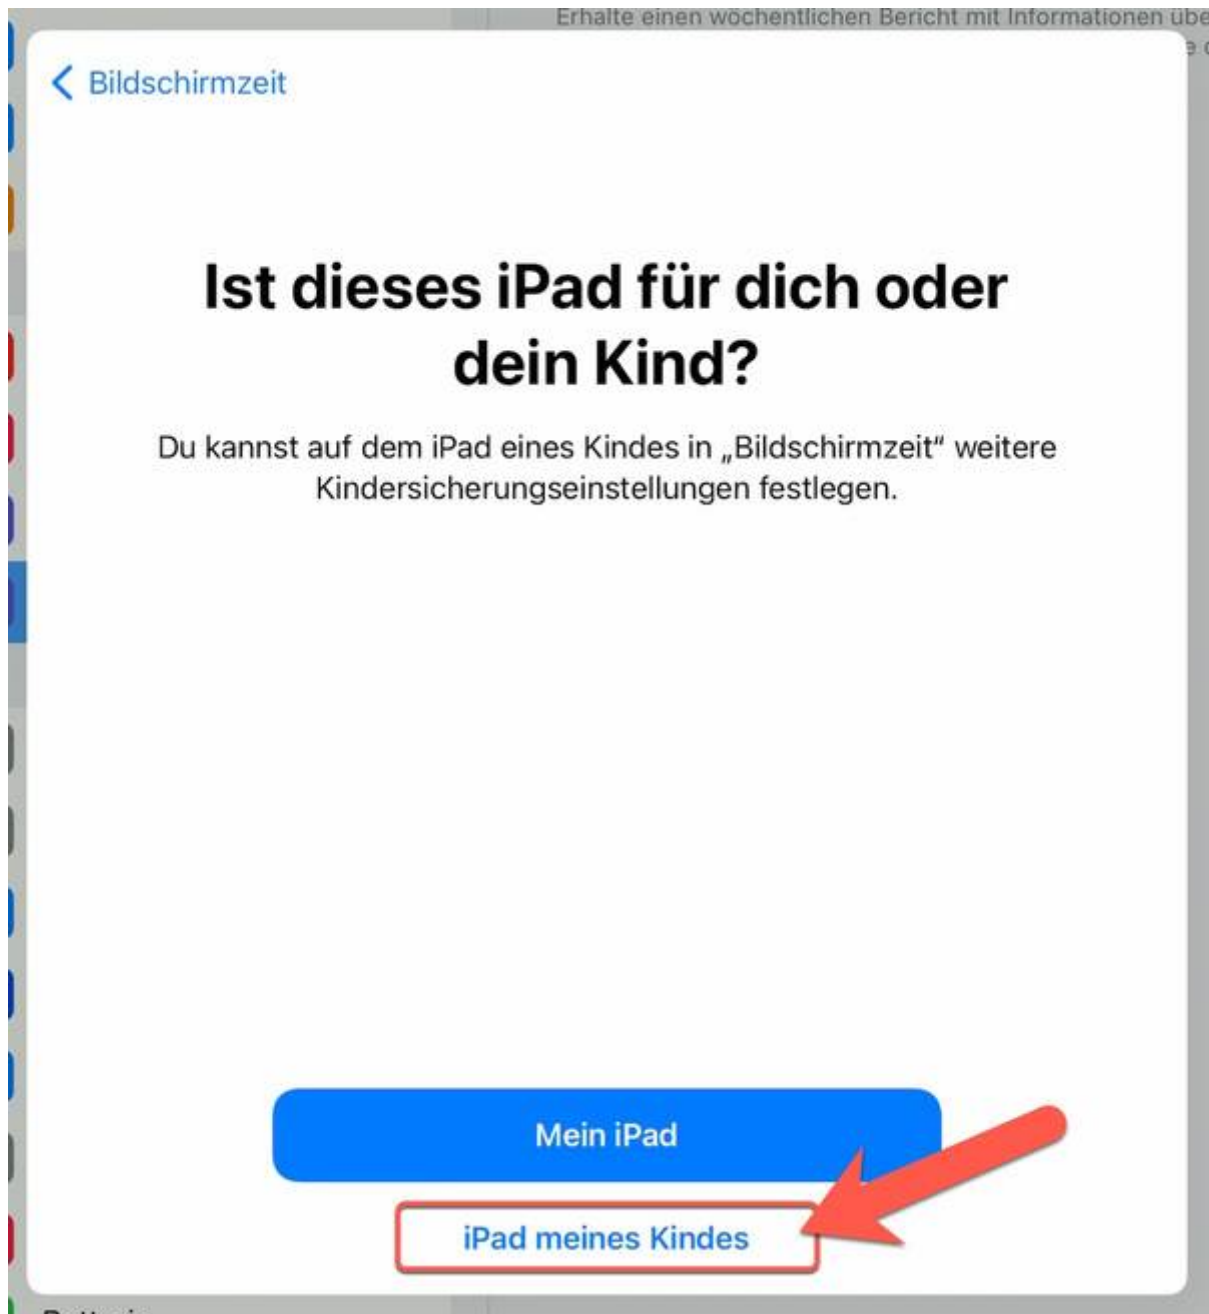 Erhalte einen wöchentlichen Bericht mit Informationen übe
Bildschirmzeit
Ist dieses iPad für dich oder
dein Kind?
Du kannst auf dem iPad eines Kindes in „Bildschirmzeit“ weitere
Kindersicherungseinstellungen festlegen.
Mein iPad
iPad meines Kindes